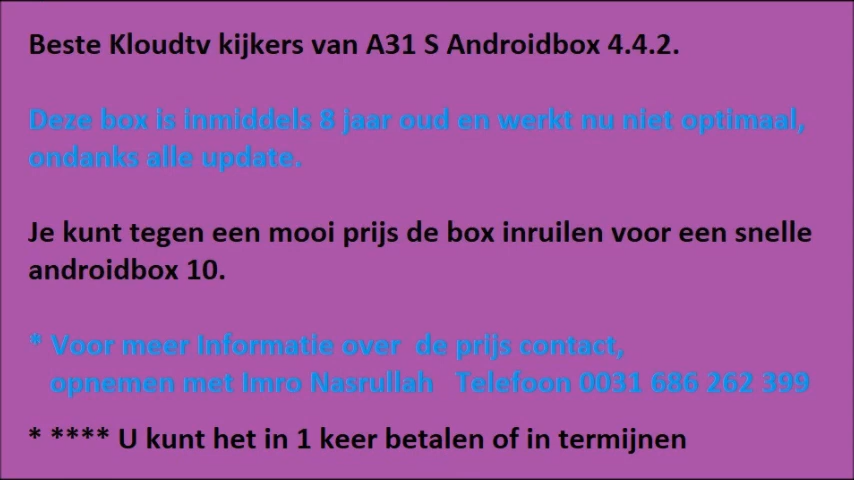 Beste Kloudtv kijkers van A31 S Androidbox 4.4.2.
Deze box is inmiddels 8 jaar oud en werkt nu niet optimaal,
ondanks alle update.
Je kunt tegen een mooi prijs de box inruilen voor een snelle
androidbox 10.
* Voor meer Informatie over  de prijs contact,
opnemen met Imro Nasrullah   Telefoon 0031 686 262 399
* **** U kunt het in 1 keer betalen of in termijnen